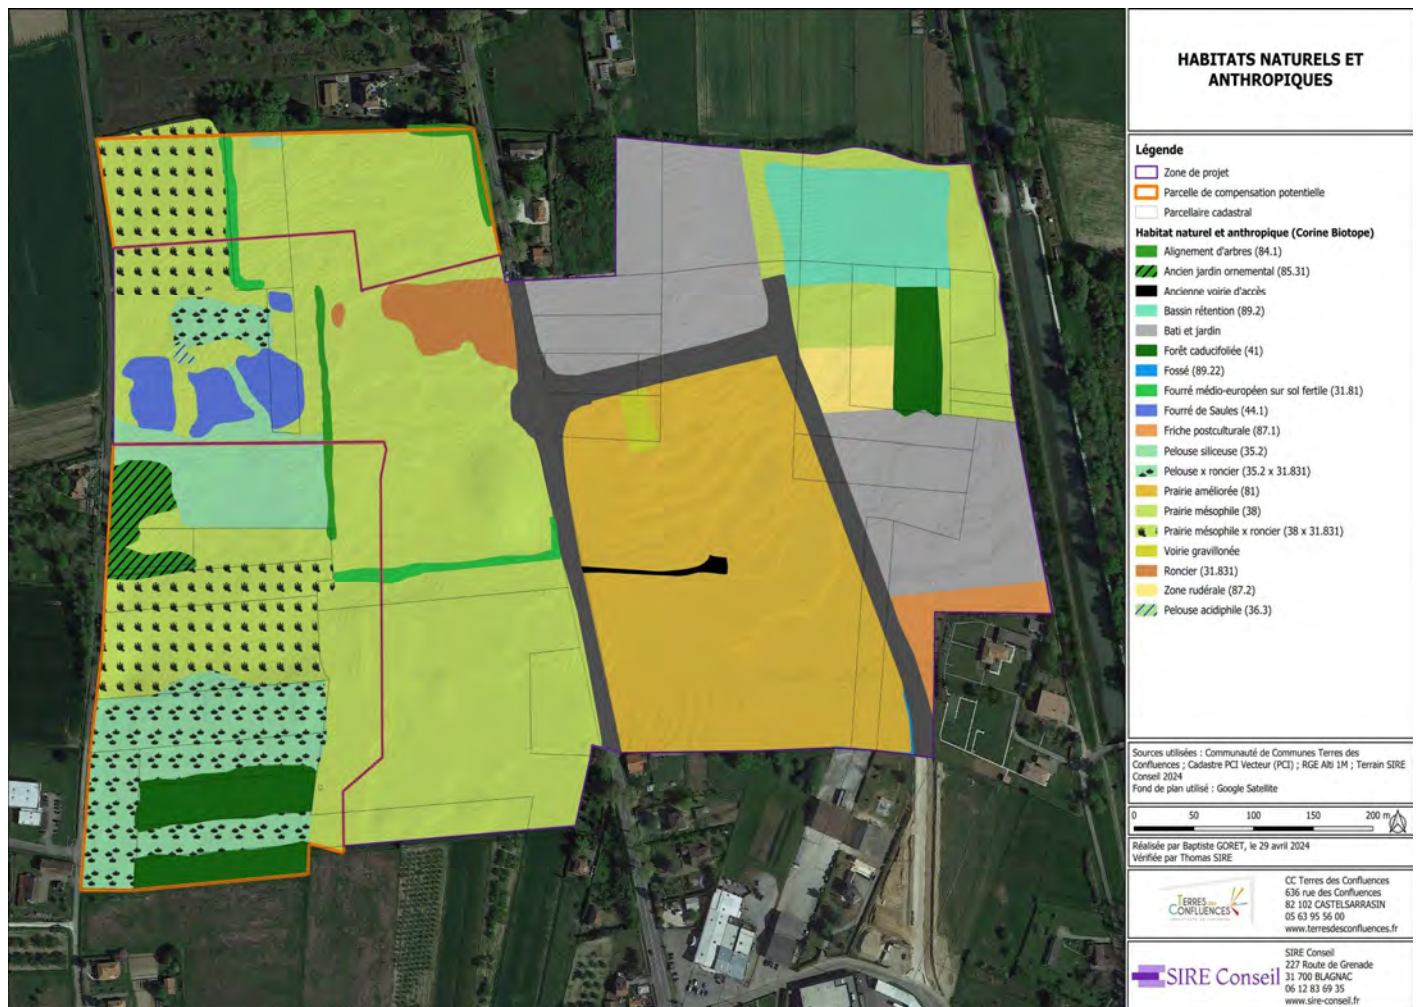 HABITATS NATURELS ET
ANTHROPIQUES
Légende
Zone de projet
Parcelle de compensation potentielle
Parcellaire cadastral
Habitat naturel et anthropique (Corine Biotope)
Alignement d'arbres (84.1)
Ancien jardin ornemental (85.31)
Ancienne voirie d'accès
Bassin rétention (89.2)
Bati et jardin
Forêt caducifoliée (41)
Fossé (89.22)
Fourré médio-européen sur sol fertile (31.81)
Fourré de Saules (44.1)
Friche postculturale (87.1)
Pelouse siliceuse (35.2)
Pelouse x roncier (35.2 x 31.831)
Prairie améliorée (81)
Prairie mésophile (38)
Prairie mésophile x roncier (38 x 31.831)
Voirie gravillonée
Roncier (31.831)
Zone rudérale (87.2)
Pelouse acidiphile (36.3)
Sources utilisées : Communauté de Communes Terres des
Confluences ; Cadastre PCI Vecteur (PCI) ; RGE Alti 1M ; Terrain SIRE
Conseil 2024
Fond de plan utilisé : Google Satellite
0 50 100 150 200 m
Réalisée par Baptiste GORET, le 29 avril 2024
Vérifiée par Thomas SIRE
TERRES des
CONFLUENCES
CC Terres des Confluences
636 rue des Confluences
82 102 CASTELSARRASIN
05 63 95 56 00
www.terresdesconfluences.fr
SIRE Conseil
SIRE Conseil
227 Route de Grenade
31 700 BLAGNAC
06 12 83 69 35
www.sire-conseil.fr